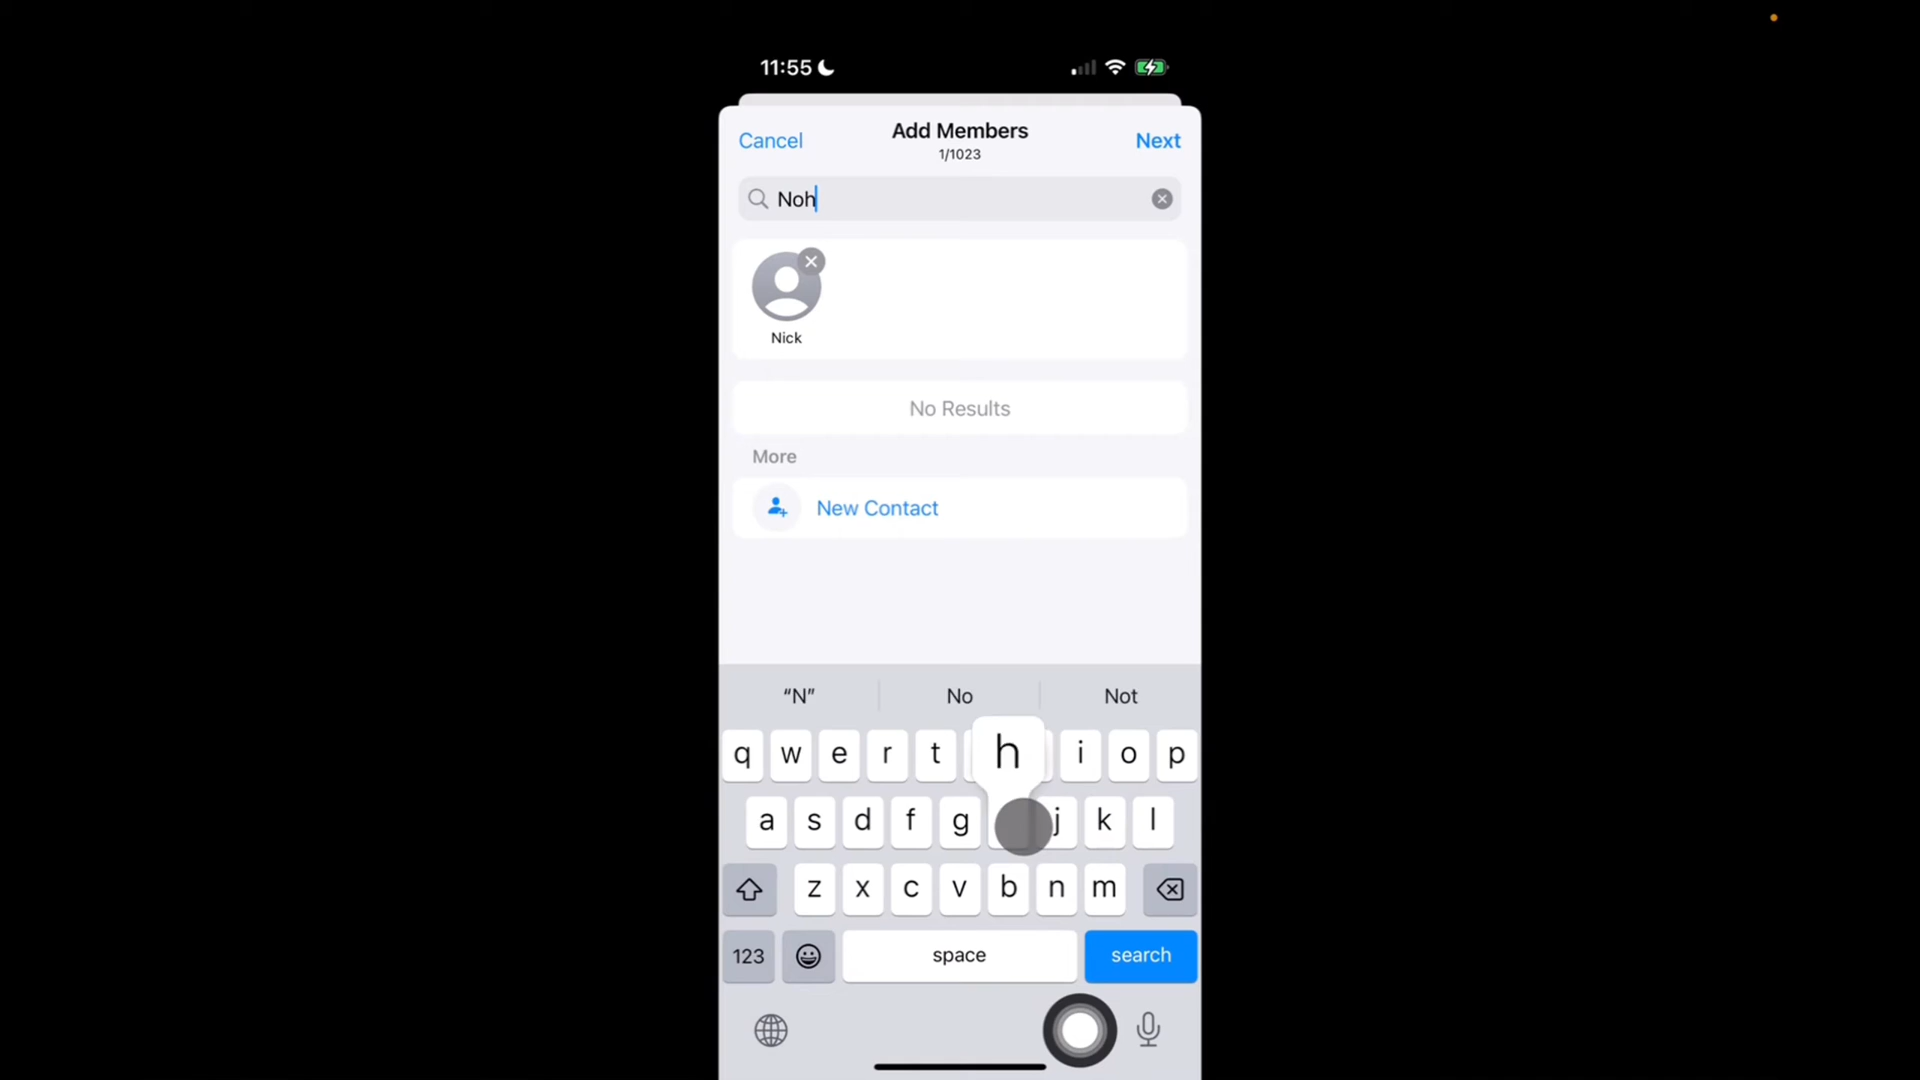 11:55
Cancel
Add Members
Next
1/1023
Noh
Nick
No Results
More
New Contact
“N”
No
Not
h
q w e r t i o p
a s d f g j k l
z x c v b n m
123
space
search